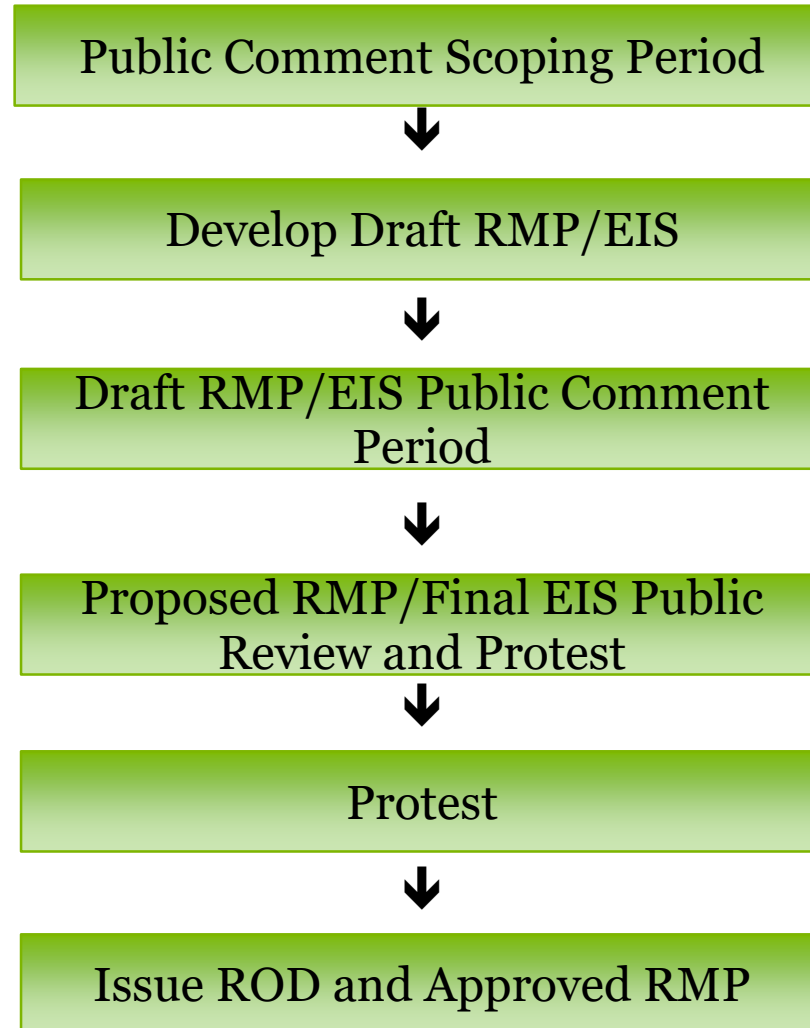 Public Comment Scoping Period
Develop Draft RMP/EIS
Draft RMP/EIS Public Comment
Period
Proposed RMP/Final EIS Public
Review and Protest
Protest
Issue ROD and Approved RMP